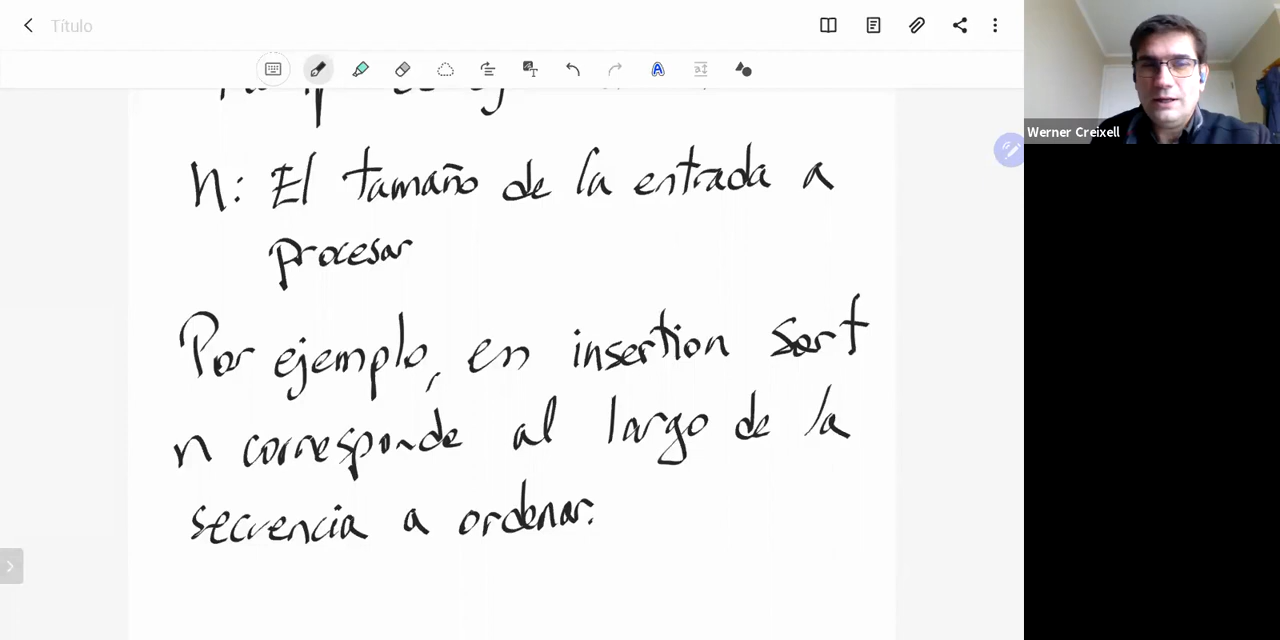 Título
Werner Creixell
n: El tamaño de la entrada a
procesar
Por ejemplo, en insertion sort
n corresponde al largo de la
secuencia a ordenar.